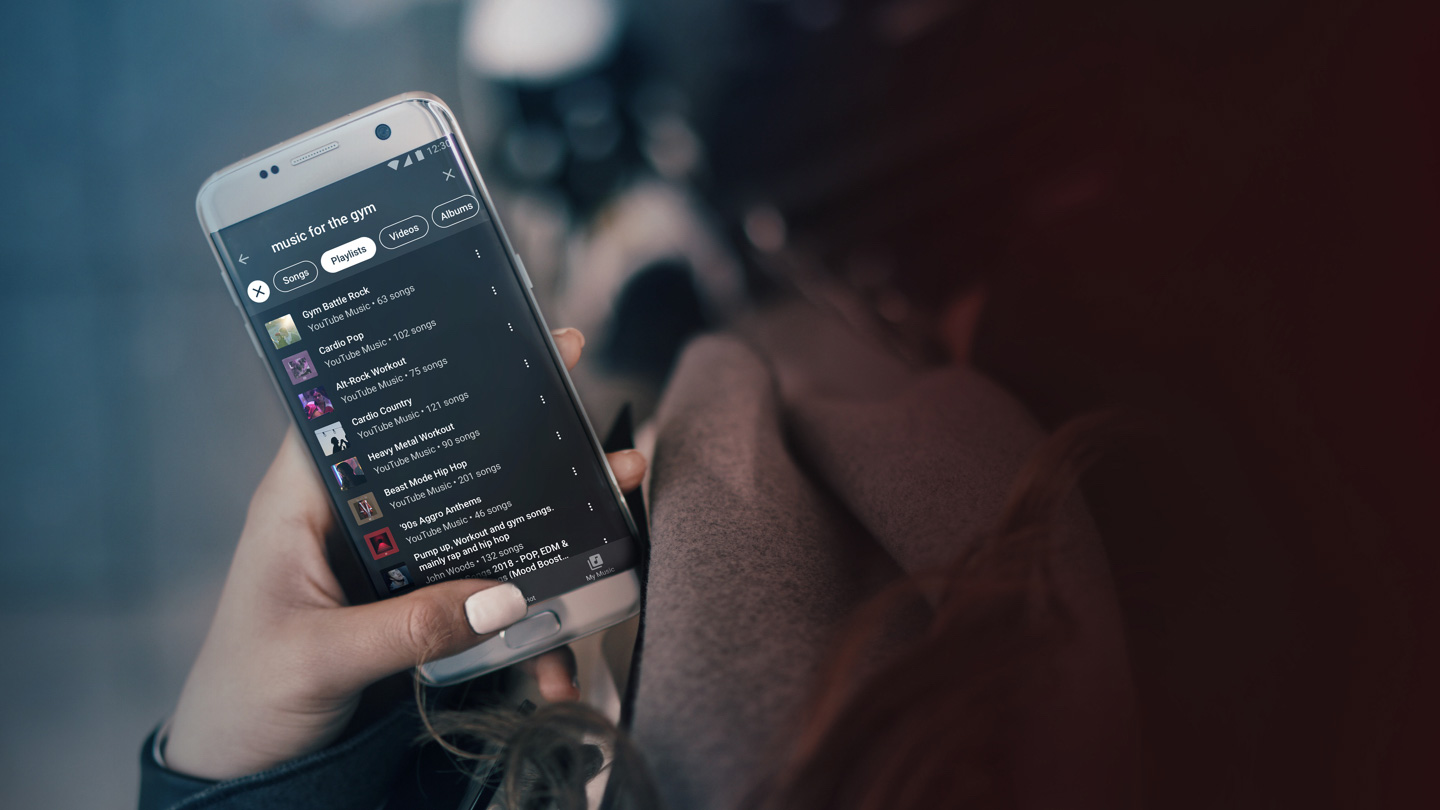 12:30
music for the gym
Songs
Playlists
Videos
Albums
Gym Battle Rock
YouTube Music • 63 songs
Cardio Pop
YouTube Music • 102 songs
Alt-Rock Workout
YouTube Music • 75 songs
Cardio Country
YouTube Music • 121 songs
Heavy Metal Workout
YouTube Music • 90 songs
Beast Mode Hip Hop
YouTube Music • 201 songs
'90s Aggro Anthems
YouTube Music • 46 songs
Pump up, Workout and gym songs.
mainly rap and hip hop
John Woods • 132 songs
2018 - POP, EDM &
(Mood Boost...
Hot
My Music